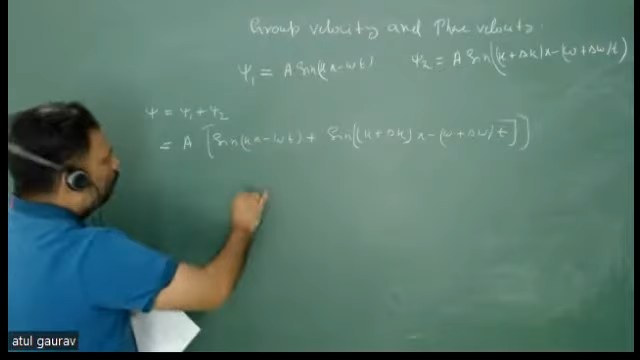 Group velocity and Phase velocity.
Ψ₁ = A Sin(kx-ωt) Ψ₂ = A Sin((k+Δk)x-(ω+Δω)t)
Ψ = Ψ₁+Ψ₂
= A [Sin(kx-ωt) + Sin((k+Δk)x-(ω+Δω)t)]
atul gaurav